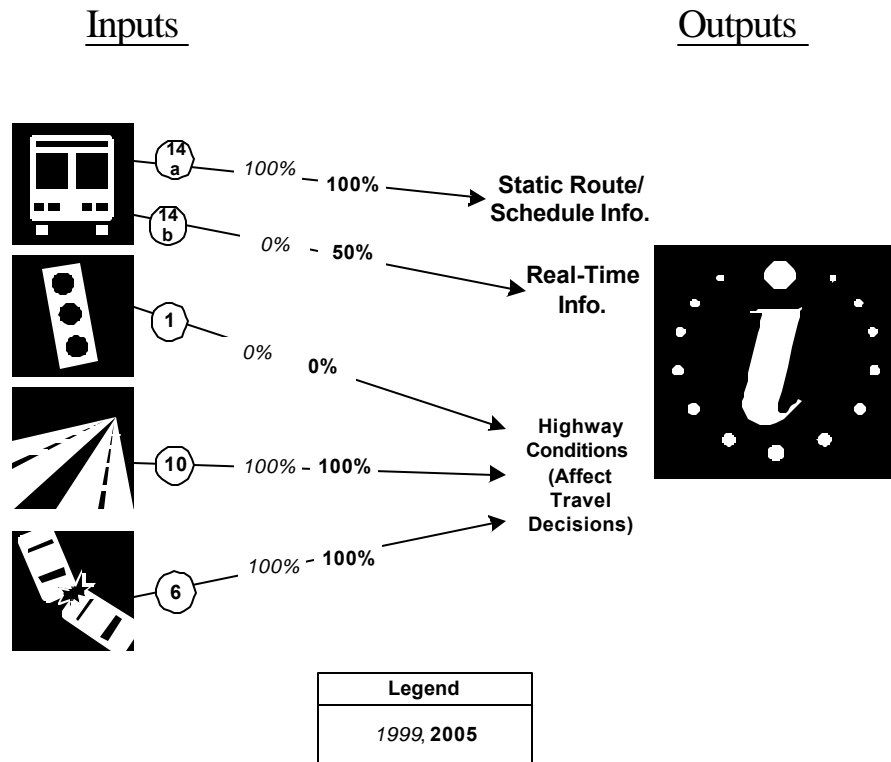 Inputs
Outputs
14
a
100%
100%
Static Route/
Schedule Info.
14
b
0%
50%
Real-Time
Info.
1
0%
0%
Highway
Conditions
(Affect
Travel
Decisions)
10
100%
100%
6
100%
100%
i
Legend
1999, 2005